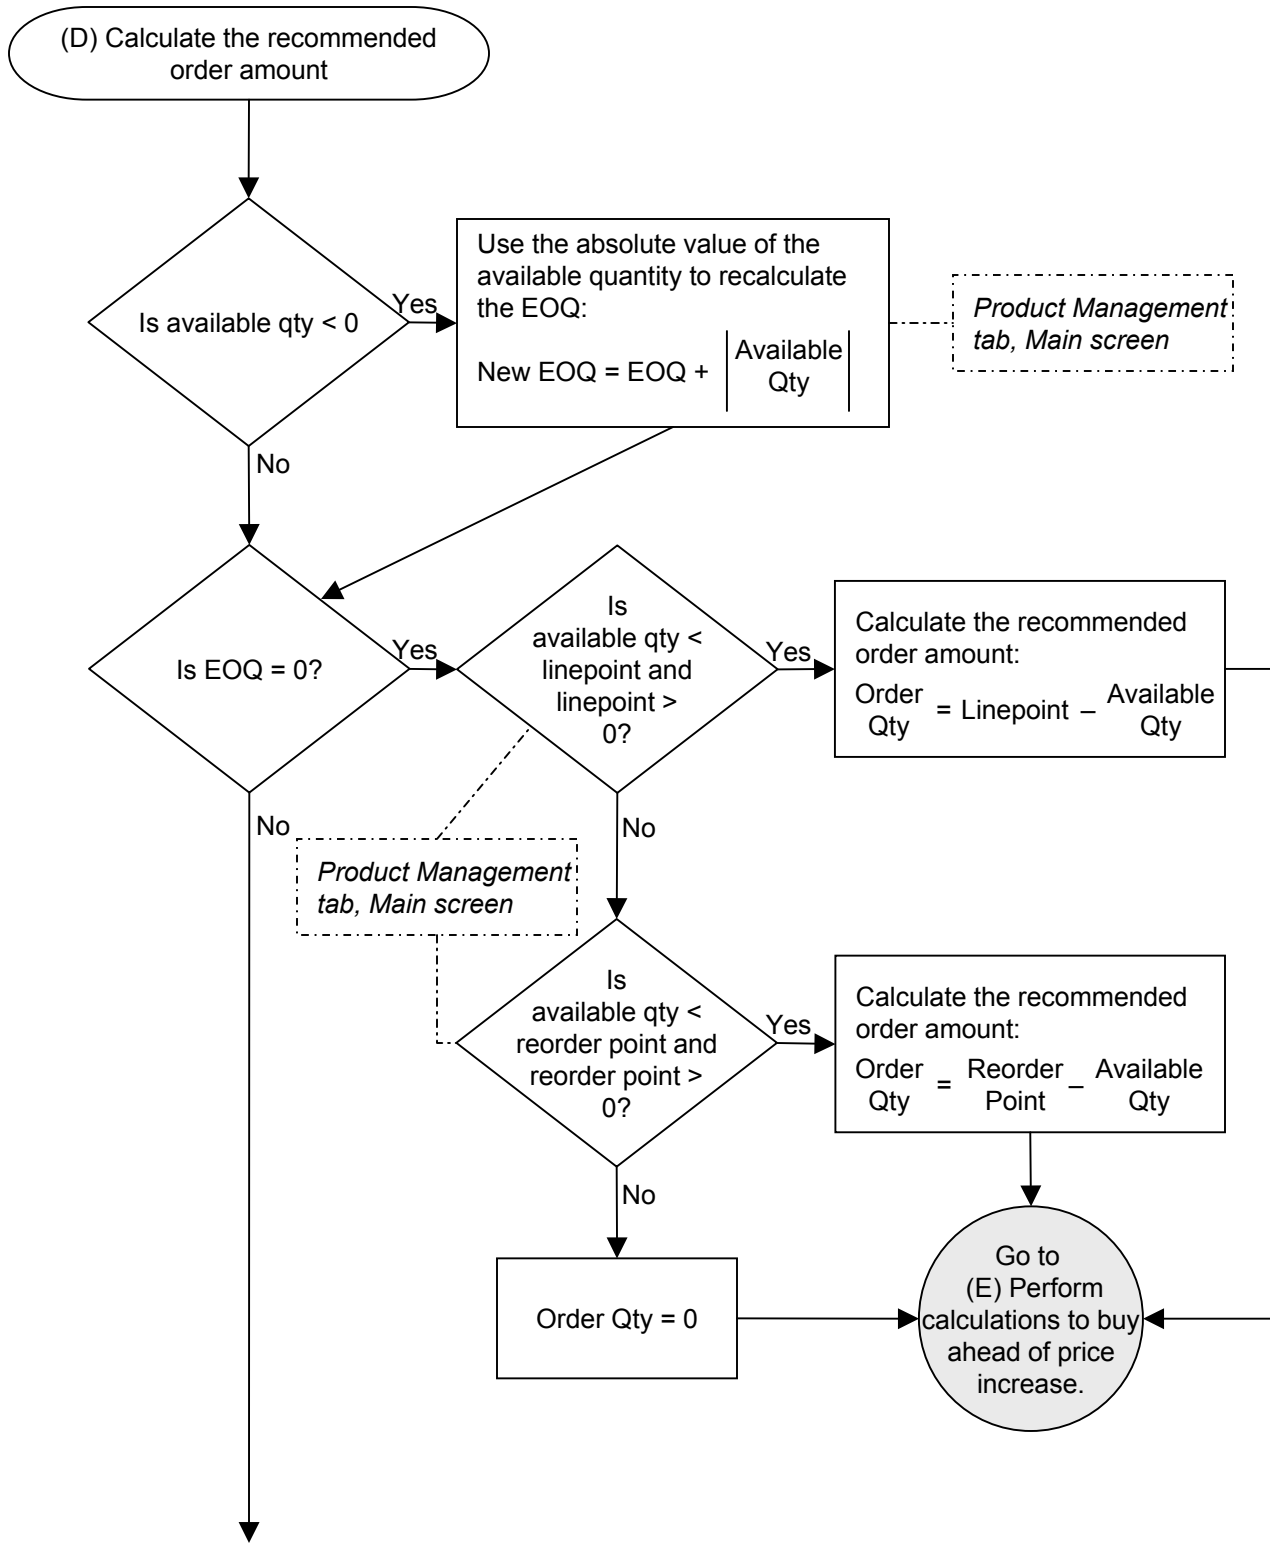 (D) Calculate the recommended
order amount
Is available qty < 0
Yes
Use the absolute value of the
available quantity to recalculate
the EOQ:
New EOQ = EOQ + | Available
Qty |
Product Management
tab, Main screen
No
Is EOQ = 0?
Yes
Is
available qty <
linepoint and
linepoint >
0?
Yes
Calculate the recommended
order amount:
Order
Qty
= Linepoint –
Available
Qty
No
No
Product Management
tab, Main screen
Is
available qty <
reorder point and
reorder point >
0?
Yes
Calculate the recommended
order amount:
Order
Qty
=
Reorder
Point
–
Available
Qty
No
Order Qty = 0
Go to
(E) Perform
calculations to buy
ahead of price
increase.